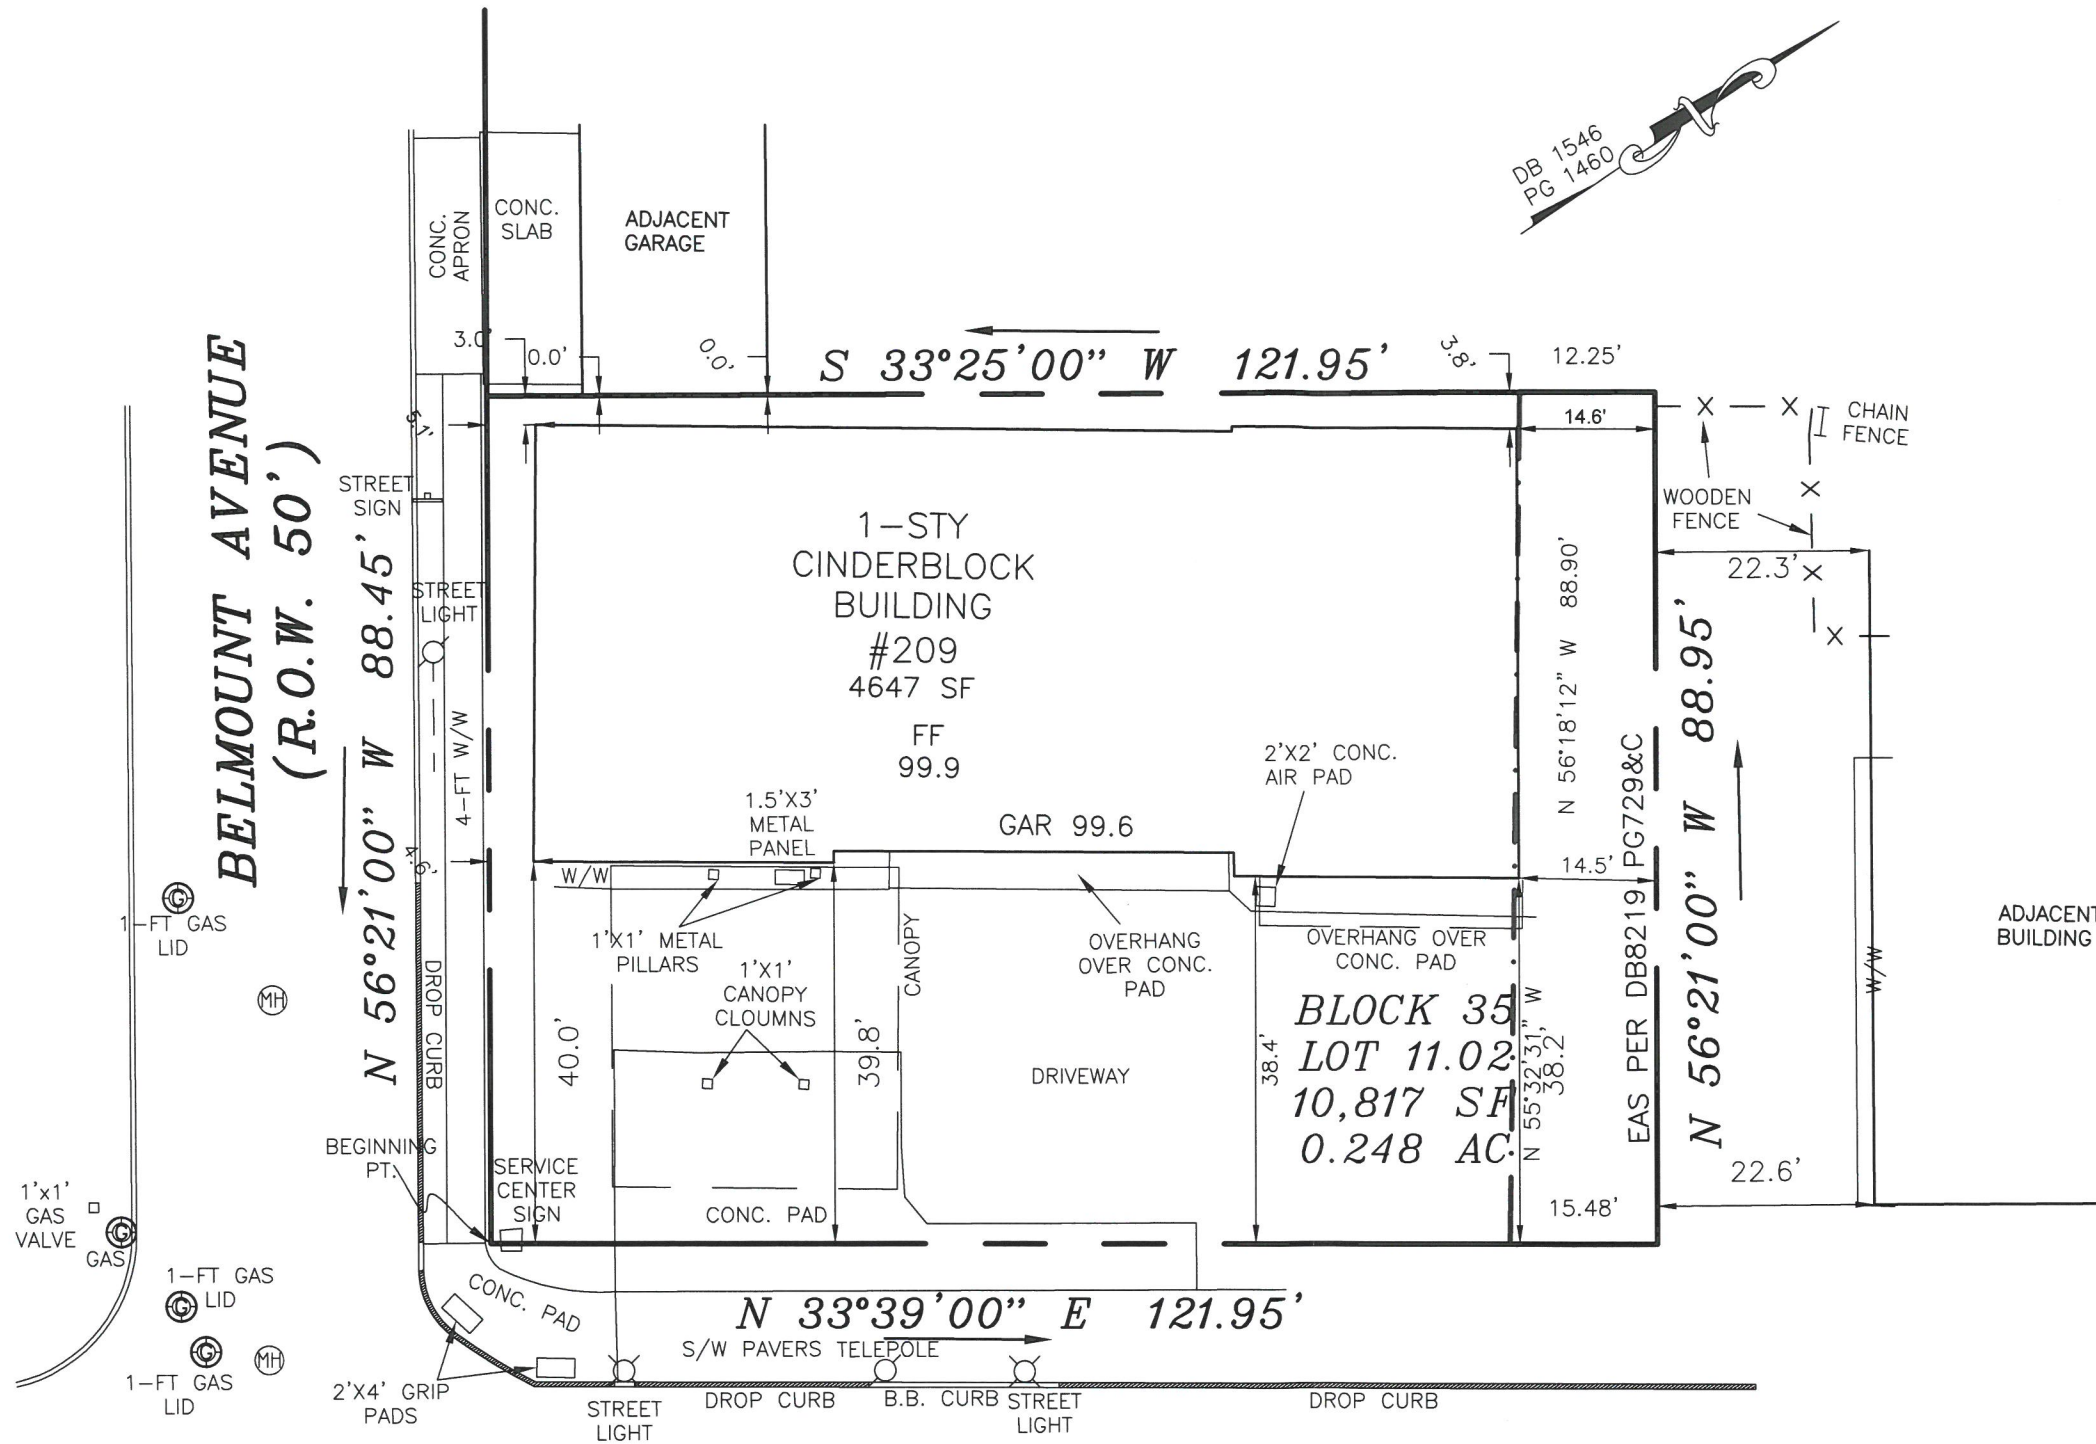 DB 1546
PG 1460
CONC.
APRON
CONC.
SLAB
ADJACENT
GARAGE
3.0'
0.0'
0.0'
S 33°25'00" W 121.95'
3.8'
12.25'
14.6'
CHAIN
FENCE
WOODEN
FENCE
22.3'
BELMOUNT AVENUE
(R.O.W. 50')
5.1'
STREET
SIGN
STREET
LIGHT
N 56°21'00" W 88.45'
4-FT W/W
4.6'
1-STY
CINDERBLOCK
BUILDING
#209
4647 SF
FF
99.9
GAR 99.6
1.5'X3'
METAL
PANEL
2'X2' CONC.
AIR PAD
N 56°18'12" W 88.90'
14.5'
EAS PER DB8219 PG729&C
N 56°21'00" W 88.95'
ADJACENT
BUILDING
W/W
W/W
1'X1' METAL
PILLARS
1'X1'
CANOPY
CLOUMNS
CANOPY
OVERHANG
OVER CONC.
PAD
OVERHANG OVER
CONC. PAD
1-FT GAS
LID
G
MH
DROP CURB
40.0'
39.8'
DRIVEWAY
38.4'
BLOCK 35
LOT 11.02
10,817 SF
0.248 AC
N 55°32'31" W
38.2'
15.48'
22.6'
BEGINNING
PT.
SERVICE
CENTER
SIGN
CONC. PAD
1'x1'
GAS
VALVE
G
GAS
1-FT GAS
LID
G
G
MH
1-FT GAS
LID
CONC. PAD
N 33°39'00" E 121.95'
S/W PAVERS TELEPOLE
2'X4' GRIP
PADS
STREET
LIGHT
DROP CURB
B.B. CURB
STREET
LIGHT
DROP CURB
X
X
X
X
X